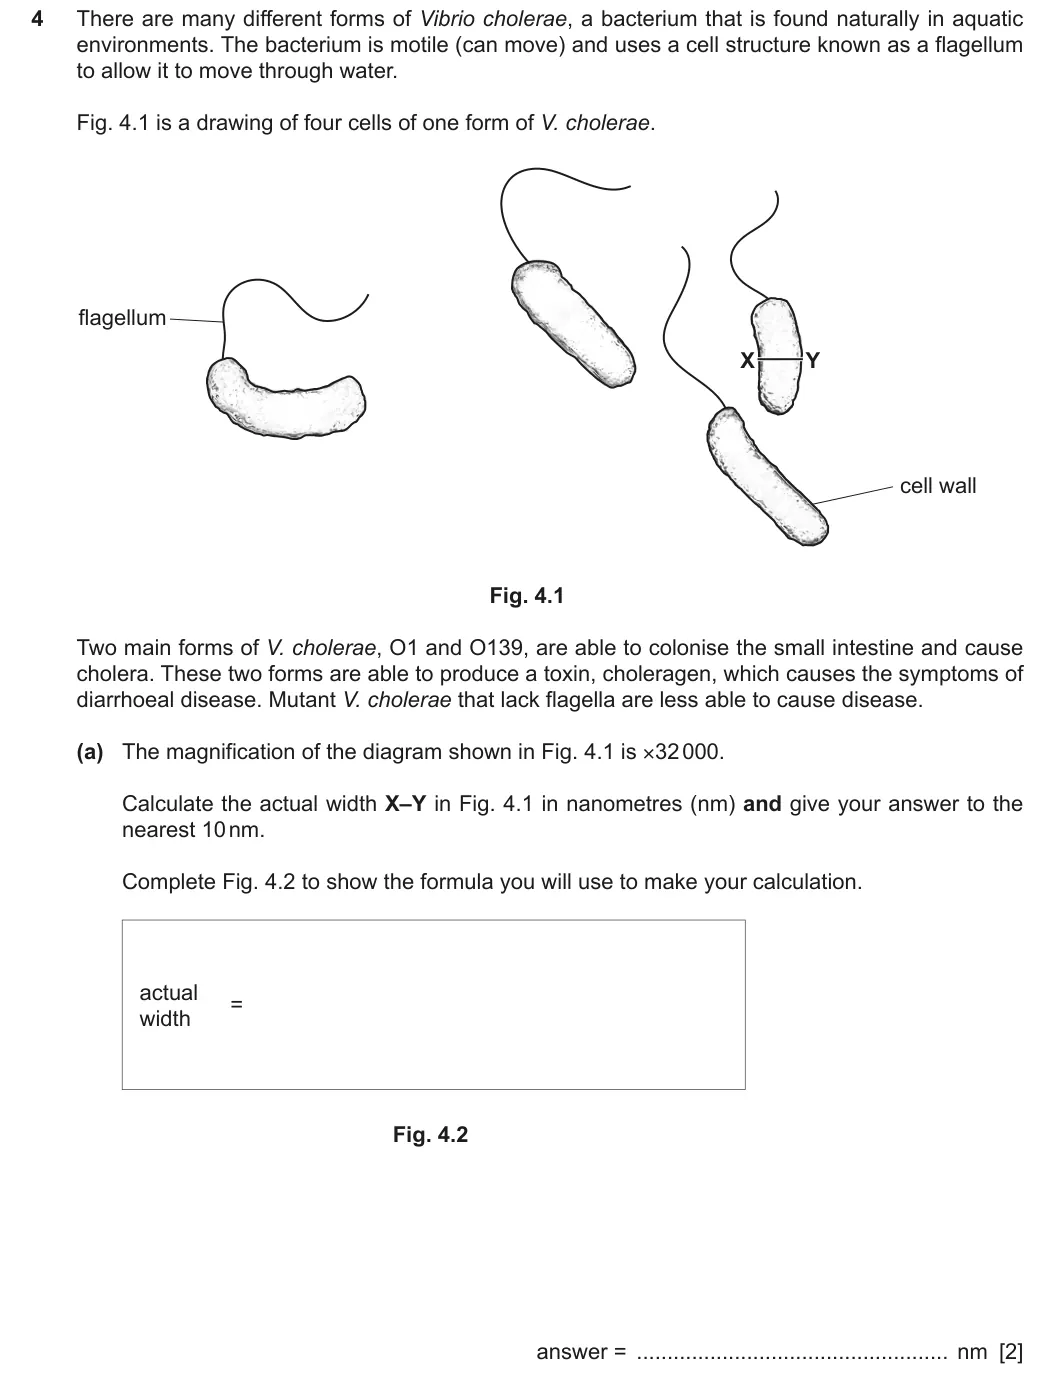 4 There are many different forms of Vibrio cholerae, a bacterium that is found naturally in aquatic
environments. The bacterium is motile (can move) and uses a cell structure known as a flagellum
to allow it to move through water.
Fig. 4.1 is a drawing of four cells of one form of V. cholerae.
flagellum
X Y
cell wall
Fig. 4.1
Two main forms of V. cholerae, O1 and O139, are able to colonise the small intestine and cause
cholera. These two forms are able to produce a toxin, choleragen, which causes the symptoms of
diarrhoeal disease. Mutant V. cholerae that lack flagella are less able to cause disease.
(a) The magnification of the diagram shown in Fig. 4.1 is ×32 000.
Calculate the actual width X–Y in Fig. 4.1 in nanometres (nm) and give your answer to the
nearest 10 nm.
Complete Fig. 4.2 to show the formula you will use to make your calculation.
actual
width =
Fig. 4.2
answer = ................................................... nm [2]